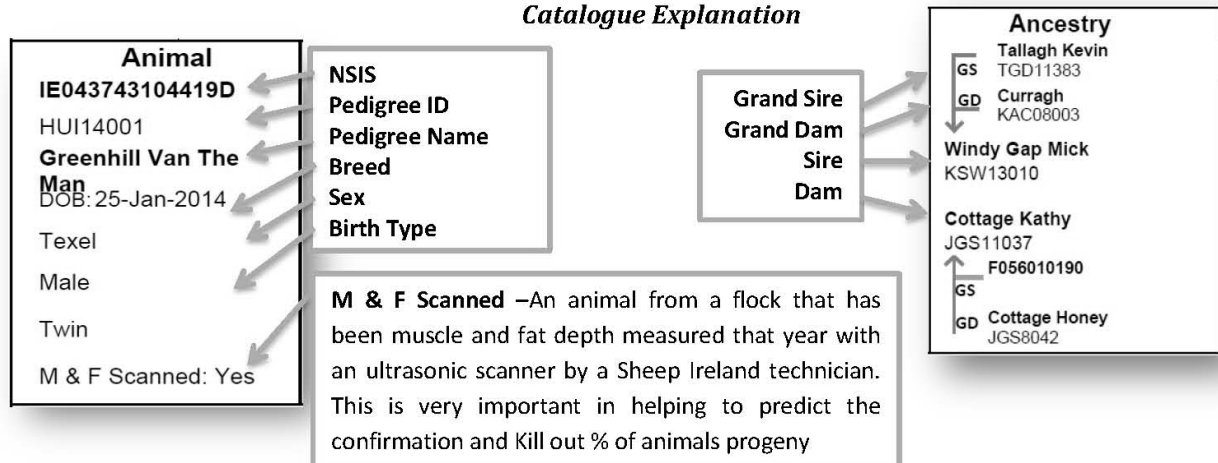 Catalogue Explanation
Animal
IE043743104419D
HUI14001
Greenhill Van The
Man
DOB: 25-Jan-2014
Texel
Male
Twin
M & F Scanned: Yes
NSIS
Pedigree ID
Pedigree Name
Breed
Sex
Birth Type
M & F Scanned –An animal from a flock that has
been muscle and fat depth measured that year with
an ultrasonic scanner by a Sheep Ireland technician.
This is very important in helping to predict the
confirmation and Kill out % of animals progeny
Grand Sire
Grand Dam
Sire
Dam
Ancestry
Tallagh Kevin
GS TGD11383
GD Curragh
KAC08003
Windy Gap Mick
KSW13010
Cottage Kathy
JGS11037
F056010190
GS
GD Cottage Honey
JGS8042